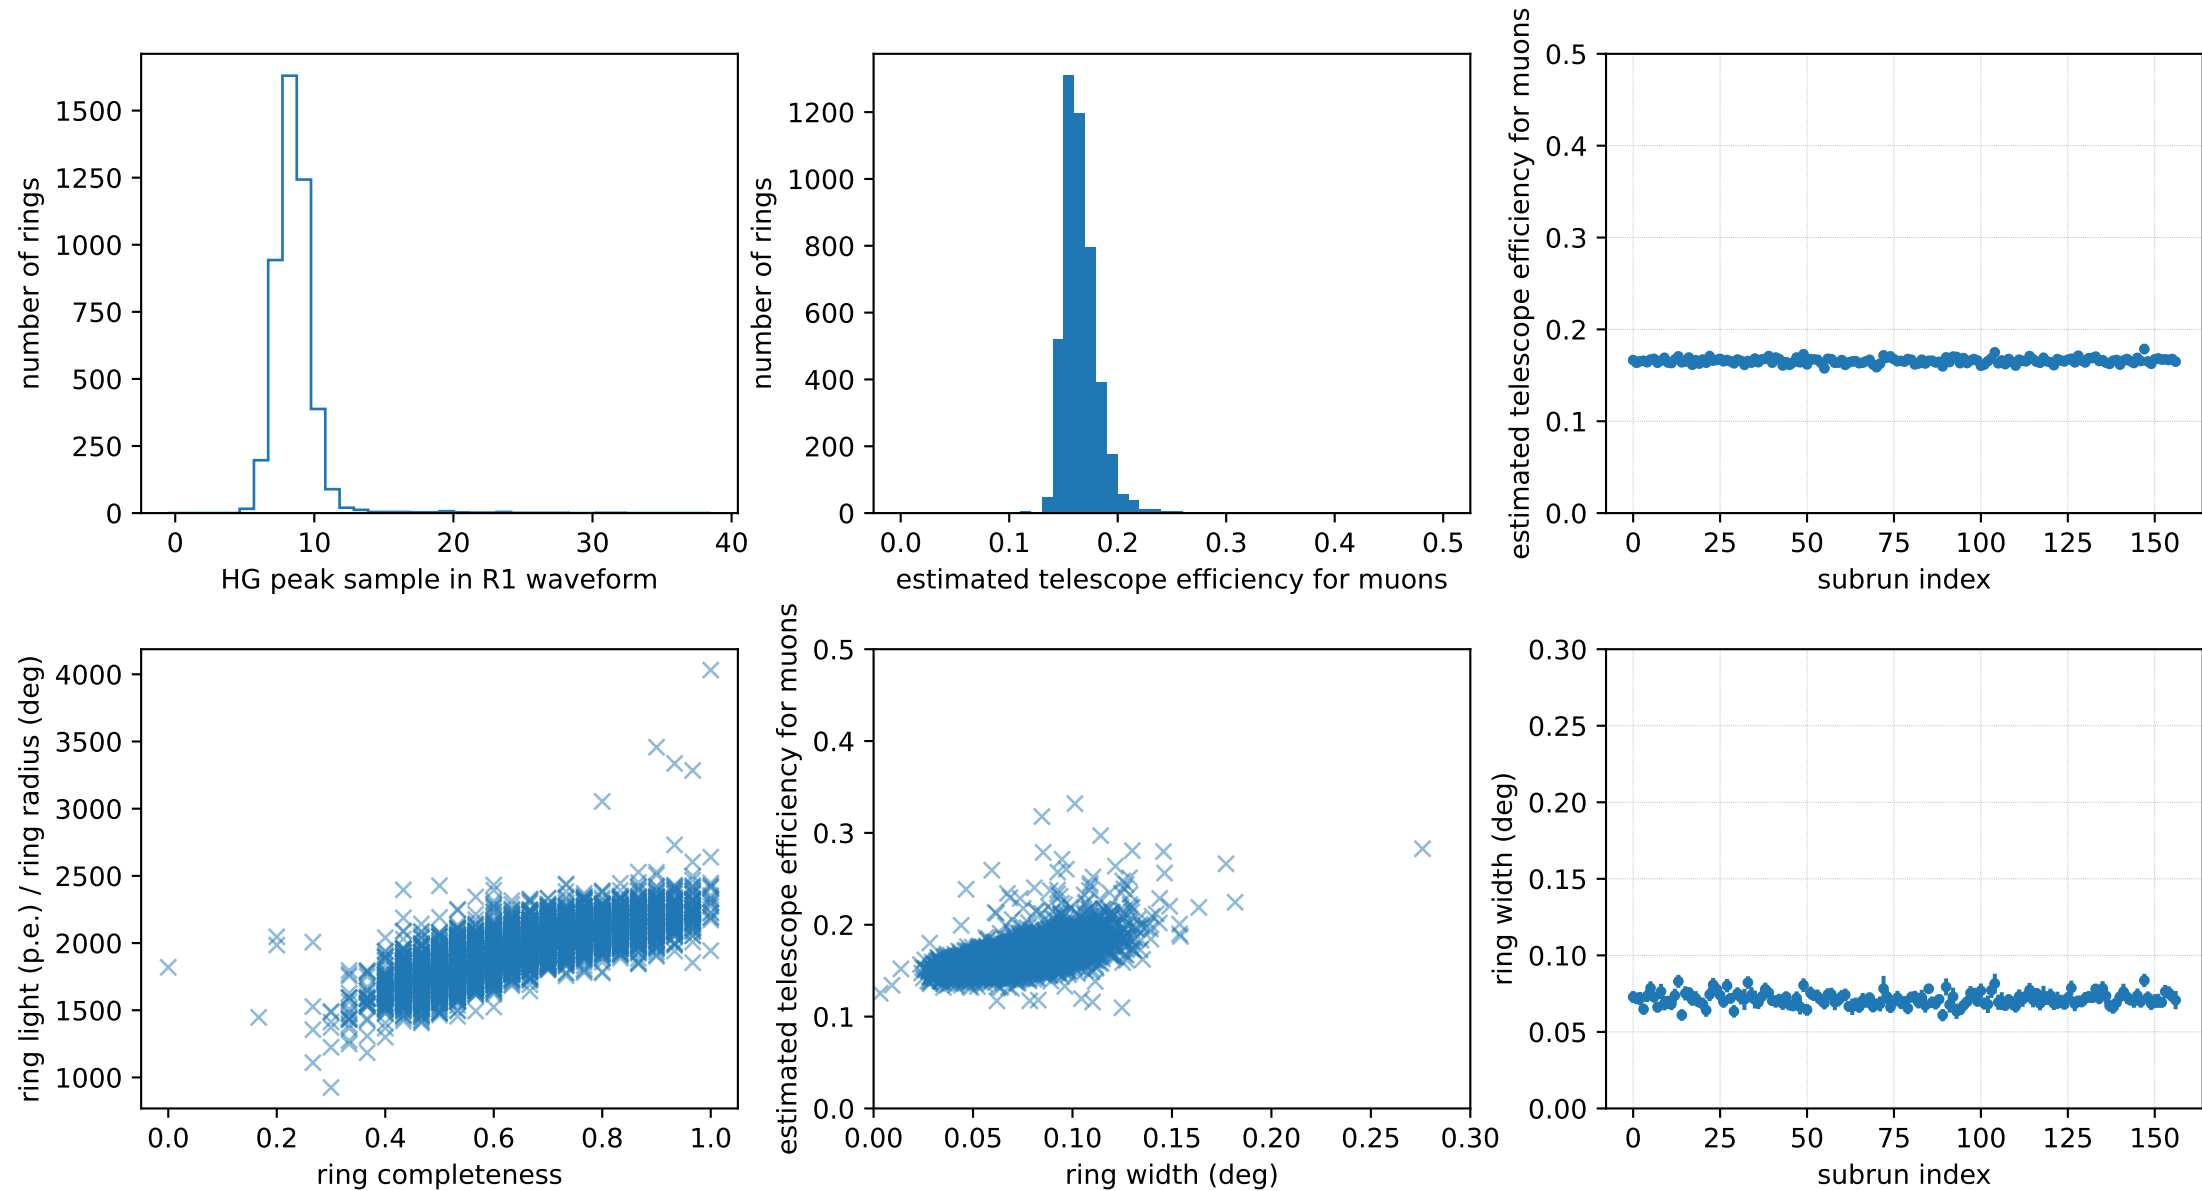 number of rings
1500
1250
1000
750
500
250
0
0 10 20 30 40
HG peak sample in R1 waveform
number of rings
1200
1000
800
600
400
200
0
0.0 0.1 0.2 0.3 0.4 0.5
estimated telescope efficiency for muons
estimated telescope efficiency for muons
0.5
0.4
0.3
0.2
0.1
0.0
0 25 50 75 100 125 150
subrun index
ring light (p.e.) / ring radius (deg)
4000
3500
3000
2500
2000
1500
1000
0.0 0.2 0.4 0.6 0.8 1.0
ring completeness
estimated telescope efficiency for muons
0.5
0.4
0.3
0.2
0.1
0.0
0.00 0.05 0.10 0.15 0.20 0.25 0.30
ring width (deg)
ring width (deg)
0.30
0.25
0.20
0.15
0.10
0.05
0.00
0 25 50 75 100 125 150
subrun index